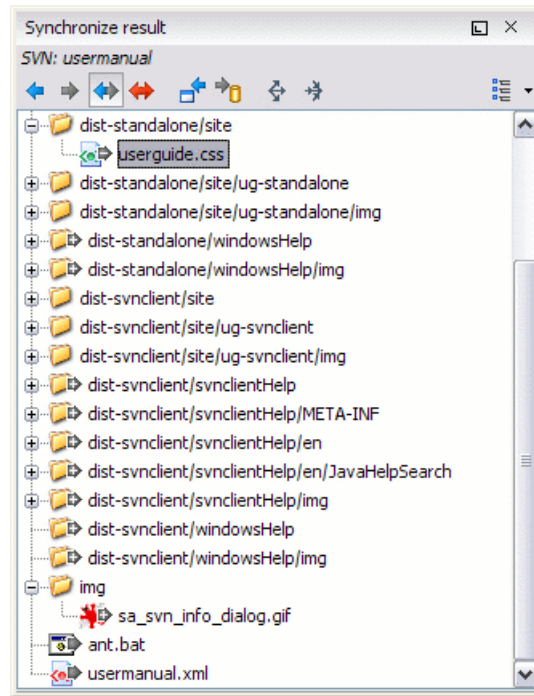 Synchronize result
SVN: usermanual
dist-standalone/site
userguide.css
dist-standalone/site/ug-standalone
dist-standalone/site/ug-standalone/img
dist-standalone/windowsHelp
dist-standalone/windowsHelp/img
dist-svnclient/site
dist-svnclient/site/ug-svnclient
dist-svnclient/site/ug-svnclient/img
dist-svnclient/svnclientHelp
dist-svnclient/svnclientHelp/META-INF
dist-svnclient/svnclientHelp/en
dist-svnclient/svnclientHelp/en/JavaHelpSearch
dist-svnclient/svnclientHelp/img
dist-svnclient/windowsHelp
dist-svnclient/windowsHelp/img
img
sa_svn_info_dialog.gif
ant.bat
usermanual.xml